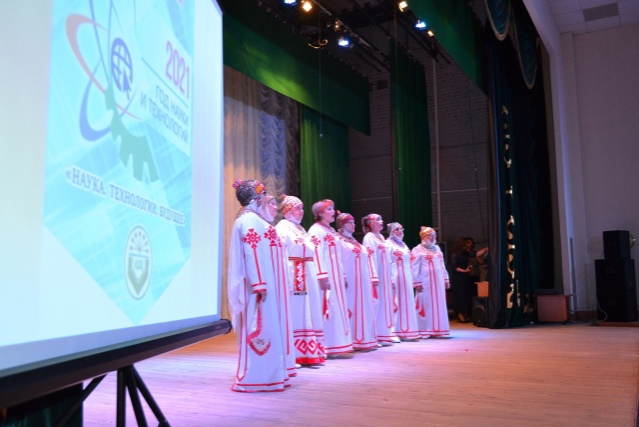 2021
ГОД НАУКИ
И ТЕХНОЛОГИЙ
«НАУКА. ТЕХНОЛОГИИ. БУДУЩЕЕ»